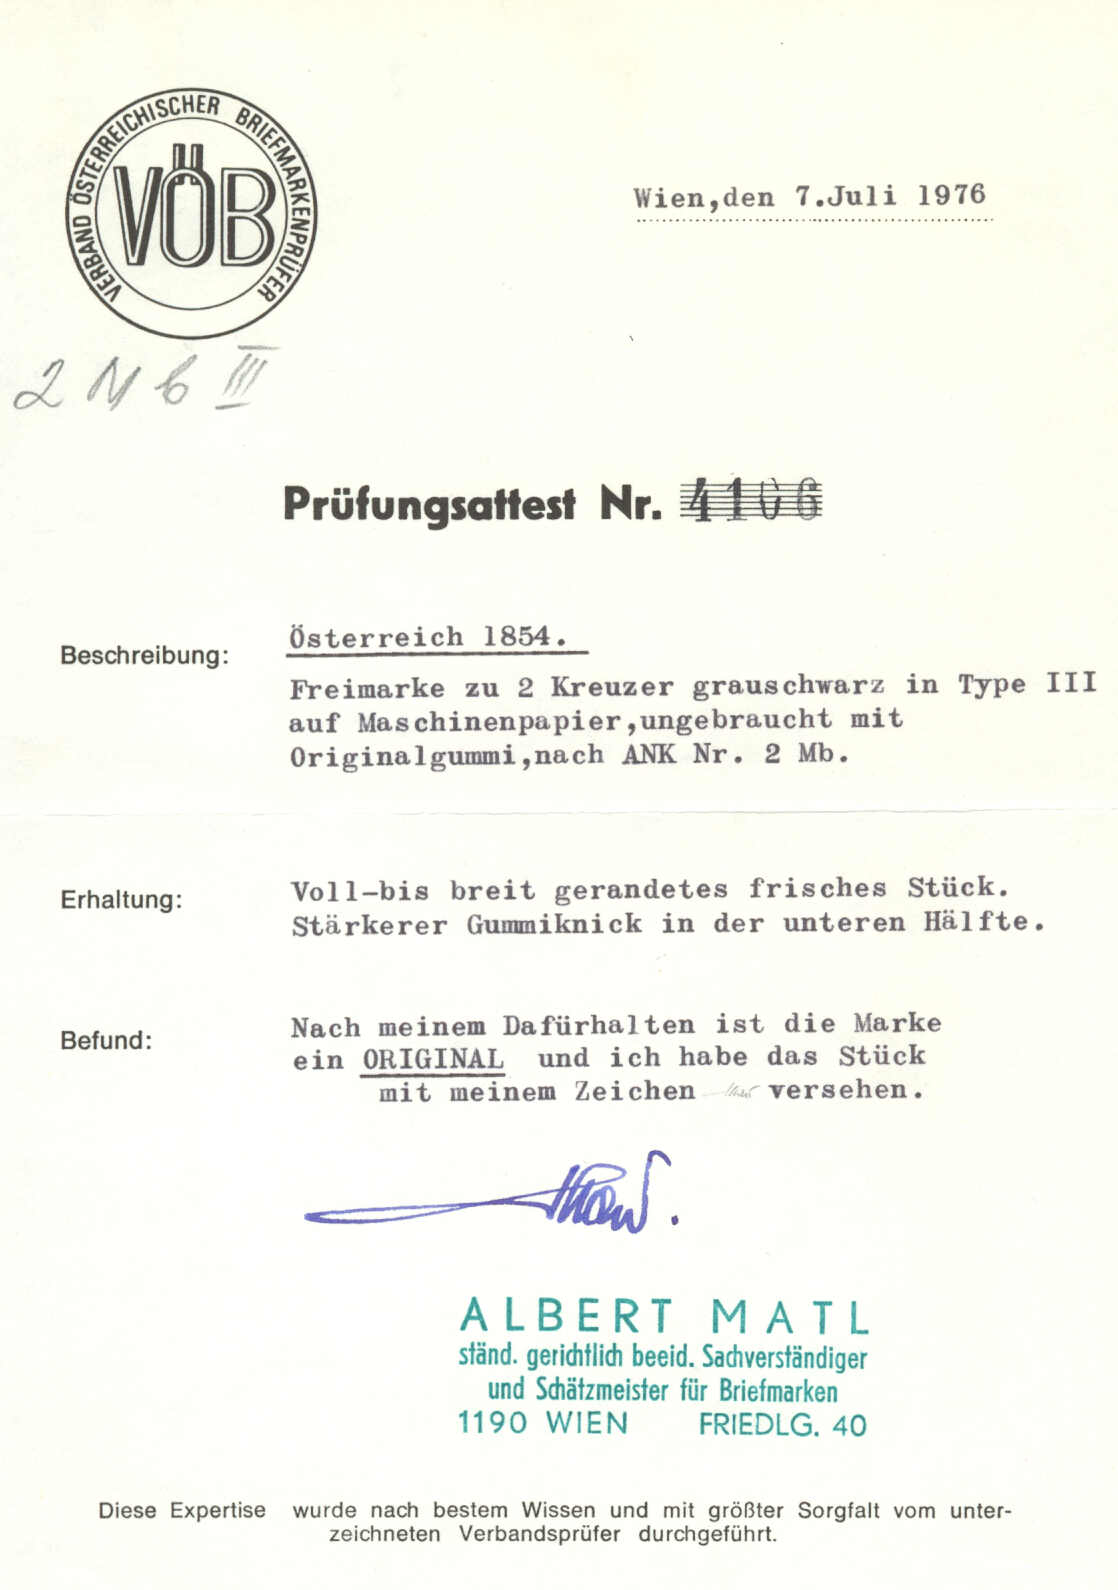 VERBAND ÖSTERREICHISCHER BRIEFMARKENPRÜFER
VÖB
Wien,den 7.Juli 1976
2 M b III
Prüfungsattest Nr. 4106
Österreich 1854.
Beschreibung:
Freimarke zu 2 Kreuzer grauschwarz in Type III
auf Maschinenpapier,ungebraucht mit
Originalgummi,nach ANK Nr. 2 Mb.
Erhaltung:
Voll-bis breit gerandetes frisches Stück.
Stärkerer Gummiknick in der unteren Hälfte.
Befund:
Nach meinem Dafürhalten ist die Marke
ein ORIGINAL und ich habe das Stück
mit meinem Zeichen versehen.
ALBERT MATL
ständ. gerichtlich beeid. Sachverständiger
und Schätzmeister für Briefmarken
1190 WIEN FRIEDLG. 40
Diese Expertise wurde nach bestem Wissen und mit größter Sorgfalt vom unter-
zeichneten Verbandsprüfer durchgeführt.